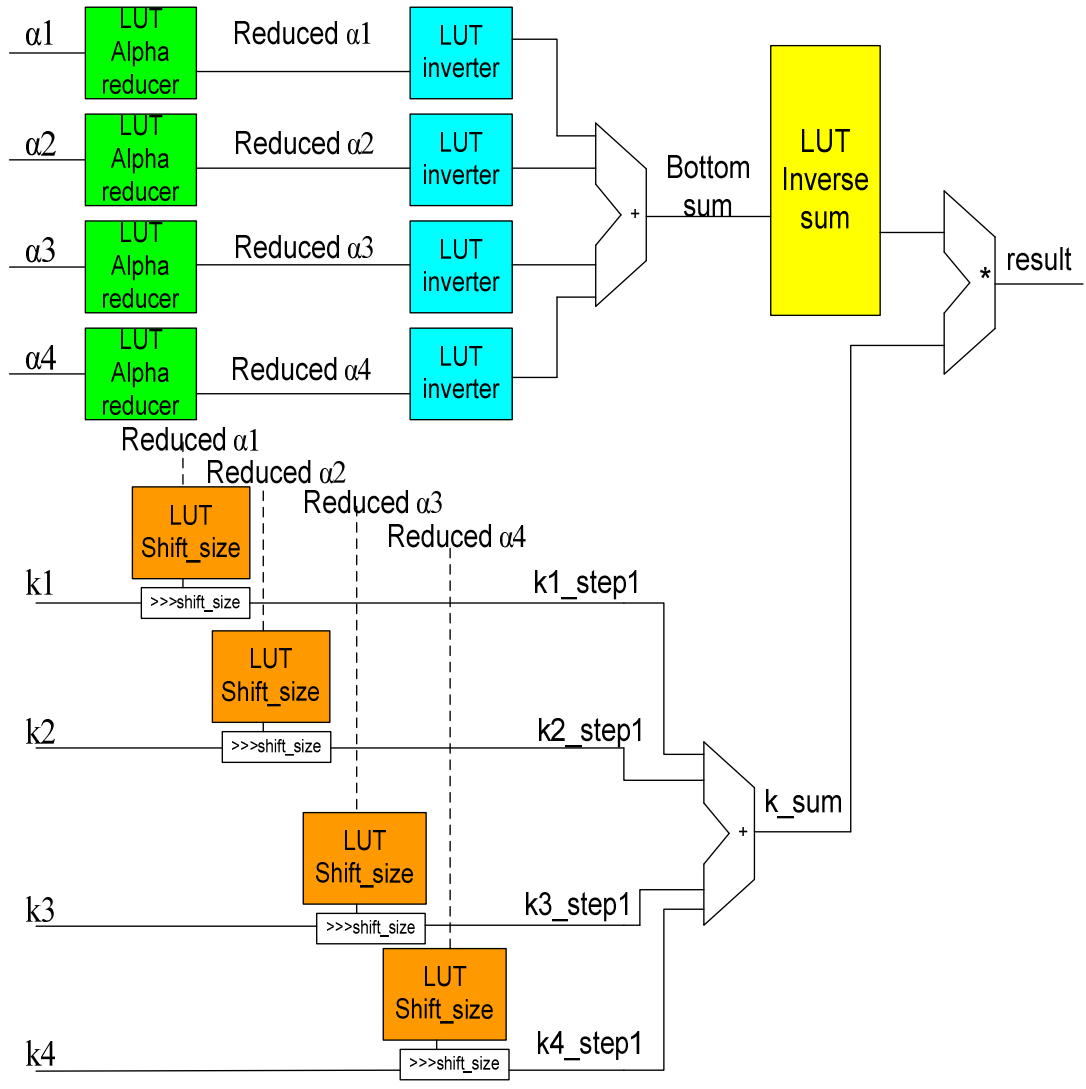 α1
LUT
Alpha
reducer
Reduced α1
LUT
inverter
α2
LUT
Alpha
reducer
Reduced α2
LUT
inverter
α3
LUT
Alpha
reducer
Reduced α3
LUT
inverter
α4
LUT
Alpha
reducer
Reduced α4
LUT
inverter
+
Bottom
sum
LUT
Inverse
sum
*
result
Reduced α1
Reduced α2
Reduced α3
Reduced α4
LUT
Shift_size
k1
>>>shift_size
k1_step1
LUT
Shift_size
k2
>>>shift_size
k2_step1
LUT
Shift_size
k3
>>>shift_size
k3_step1
LUT
Shift_size
k4
>>>shift_size
k4_step1
+
k_sum